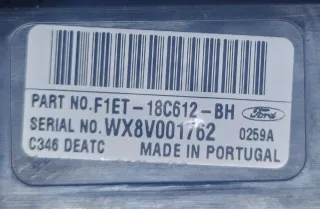 PART NO. F1ET-18C612-BH Ford
SERIAL NO. WX8V001762 0259A
C346 DEATC MADE IN PORTUGAL